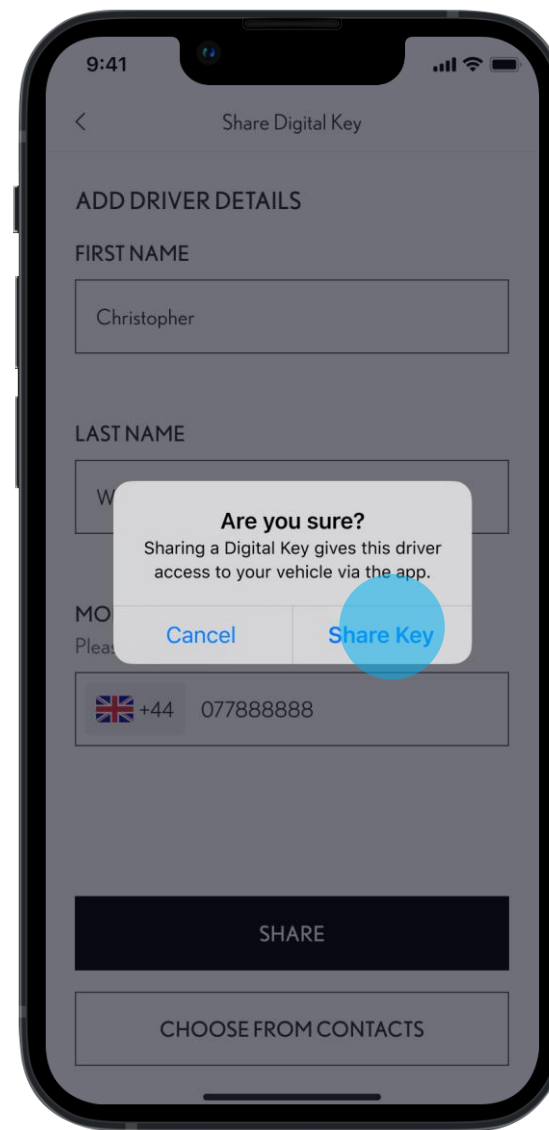 9:41
Share Digital Key
ADD DRIVER DETAILS
FIRST NAME
Christopher
LAST NAME
Are you sure?
Sharing a Digital Key gives this driver
access to your vehicle via the app.
Cancel
Share Key
+44 077888888
SHARE
CHOOSE FROM CONTACTS